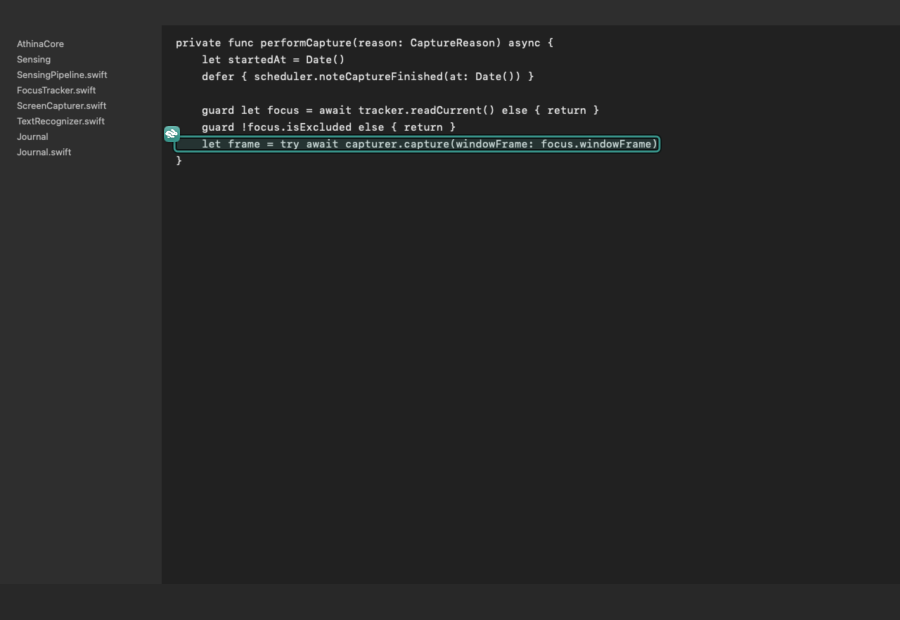 AthinaCore
Sensing
SensingPipeline.swift
FocusTracker.swift
ScreenCapturer.swift
TextRecognizer.swift
Journal
Journal.swift
private func performCapture(reason: CaptureReason) async {
    let startedAt = Date()
    defer { scheduler.noteCaptureFinished(at: Date()) }

    guard let focus = await tracker.readCurrent() else { return }
    guard !focus.isExcluded else { return }
    let frame = try await capturer.capture(windowFrame: focus.windowFrame)
}